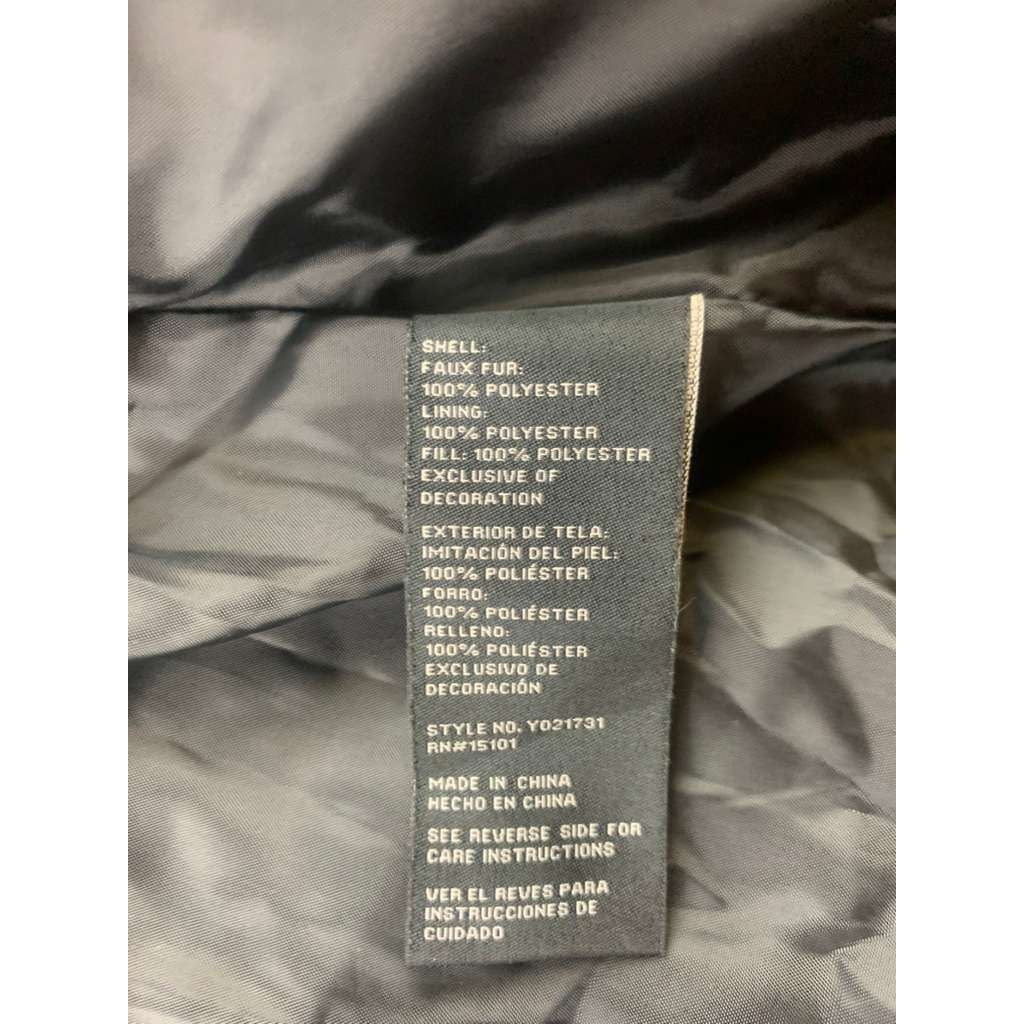 SHELL:
FAUX FUR:
100% POLYESTER
LINING:
100% POLYESTER
FILL: 100% POLYESTER
EXCLUSIVE OF
DECORATION
EXTERIOR DE TELA:
IMITACIÓN DEL PIEL:
100% POLIÉSTER
FORRO:
100% POLIÉSTER
RELLENO:
100% POLIÉSTER
EXCLUSIVO DE
DECORACIÓN
STYLE NO. Y021731
RN#15101
MADE IN CHINA
HECHO EN CHINA
SEE REVERSE SIDE FOR
CARE INSTRUCTIONS
VER EL REVES PARA
INSTRUCCIONES DE
CUIDADO